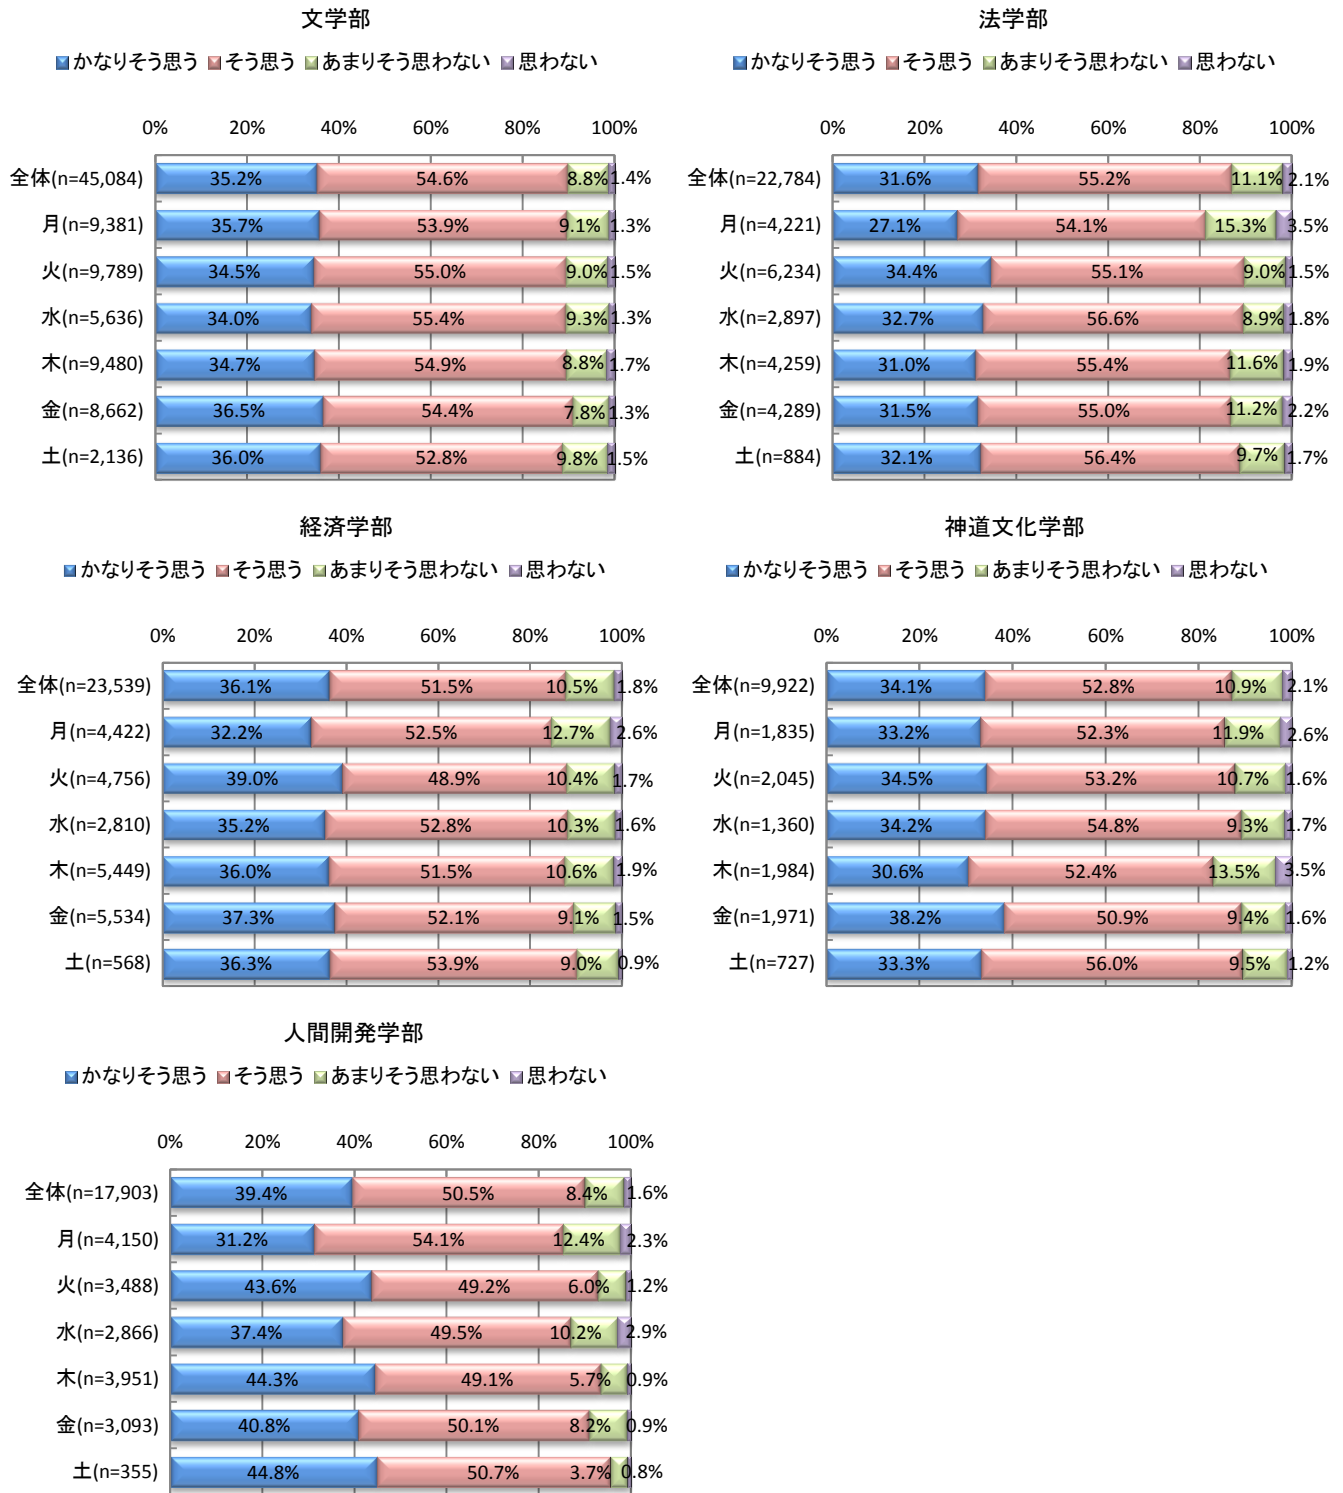 文学部
かなりそう思う そう思う あまりそう思わない 思わない
0% 20% 40% 60% 80% 100%
全体(n=45,084) 35.2% 54.6% 8.8% 1.4%
月(n=9,381) 35.7% 53.9% 9.1% 1.3%
火(n=9,789) 34.5% 55.0% 9.0% 1.5%
水(n=5,636) 34.0% 55.4% 9.3% 1.3%
木(n=9,480) 34.7% 54.9% 8.8% 1.7%
金(n=8,662) 36.5% 54.4% 7.8% 1.3%
土(n=2,136) 36.0% 52.8% 9.8% 1.5%
法学部
かなりそう思う そう思う あまりそう思わない 思わない
0% 20% 40% 60% 80% 100%
全体(n=22,784) 31.6% 55.2% 11.1% 2.1%
月(n=4,221) 27.1% 54.1% 15.3% 3.5%
火(n=6,234) 34.4% 55.1% 9.0% 1.5%
水(n=2,897) 32.7% 56.6% 8.9% 1.8%
木(n=4,259) 31.0% 55.4% 11.6% 1.9%
金(n=4,289) 31.5% 55.0% 11.2% 2.2%
土(n=884) 32.1% 56.4% 9.7% 1.7%
経済学部
かなりそう思う そう思う あまりそう思わない 思わない
0% 20% 40% 60% 80% 100%
全体(n=23,539) 36.1% 51.5% 10.5% 1.8%
月(n=4,422) 32.2% 52.5% 12.7% 2.6%
火(n=4,756) 39.0% 48.9% 10.4% 1.7%
水(n=2,810) 35.2% 52.8% 10.3% 1.6%
木(n=5,449) 36.0% 51.5% 10.6% 1.9%
金(n=5,534) 37.3% 52.1% 9.1% 1.5%
土(n=568) 36.3% 53.9% 9.0% 0.9%
神道文化学部
かなりそう思う そう思う あまりそう思わない 思わない
0% 20% 40% 60% 80% 100%
全体(n=9,922) 34.1% 52.8% 10.9% 2.1%
月(n=1,835) 33.2% 52.3% 11.9% 2.6%
火(n=2,045) 34.5% 53.2% 10.7% 1.6%
水(n=1,360) 34.2% 54.8% 9.3% 1.7%
木(n=1,984) 30.6% 52.4% 13.5% 3.5%
金(n=1,971) 38.2% 50.9% 9.4% 1.6%
土(n=727) 33.3% 56.0% 9.5% 1.2%
人間開発学部
かなりそう思う そう思う あまりそう思わない 思わない
0% 20% 40% 60% 80% 100%
全体(n=17,903) 39.4% 50.5% 8.4% 1.6%
月(n=4,150) 31.2% 54.1% 12.4% 2.3%
火(n=3,488) 43.6% 49.2% 6.0% 1.2%
水(n=2,866) 37.4% 49.5% 10.2% 2.9%
木(n=3,951) 44.3% 49.1% 5.7% 0.9%
金(n=3,093) 40.8% 50.1% 8.2% 0.9%
土(n=355) 44.8% 50.7% 3.7% 0.8%